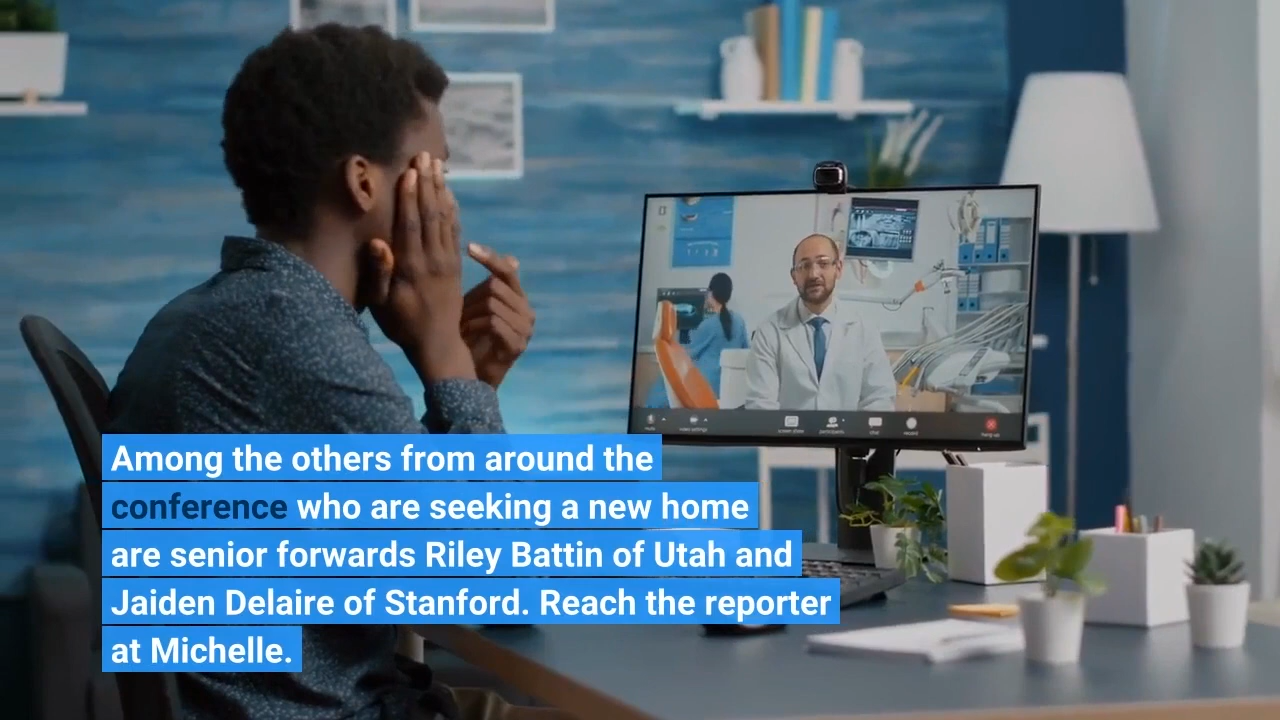 Among the others from around the
conference who are seeking a new home
are senior forwards Riley Battin of Utah and
Jaiden Delaire of Stanford. Reach the reporter
at Michelle.